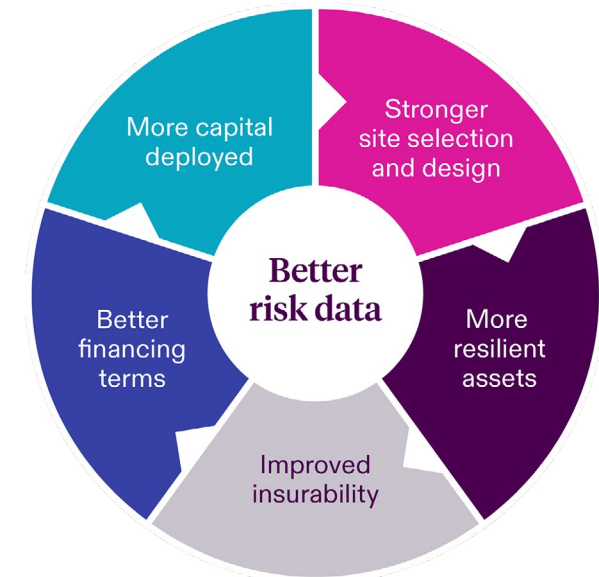 Better
risk data
Stronger
site selection
and design
More
resilient
assets
Improved
insurability
Better
financing
terms
More capital
deployed